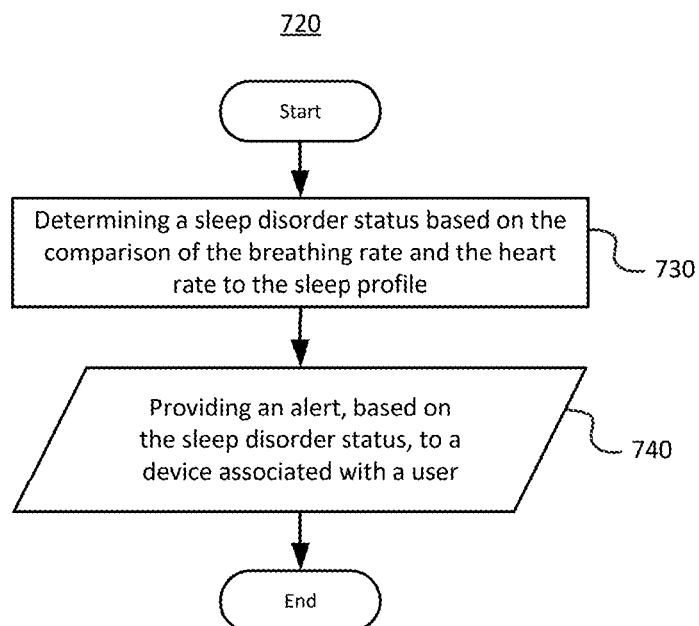 720
Start
Determining a sleep disorder status based on the
comparison of the breathing rate and the heart
rate to the sleep profile
730
Providing an alert, based on
the sleep disorder status, to a
device associated with a user
740
End